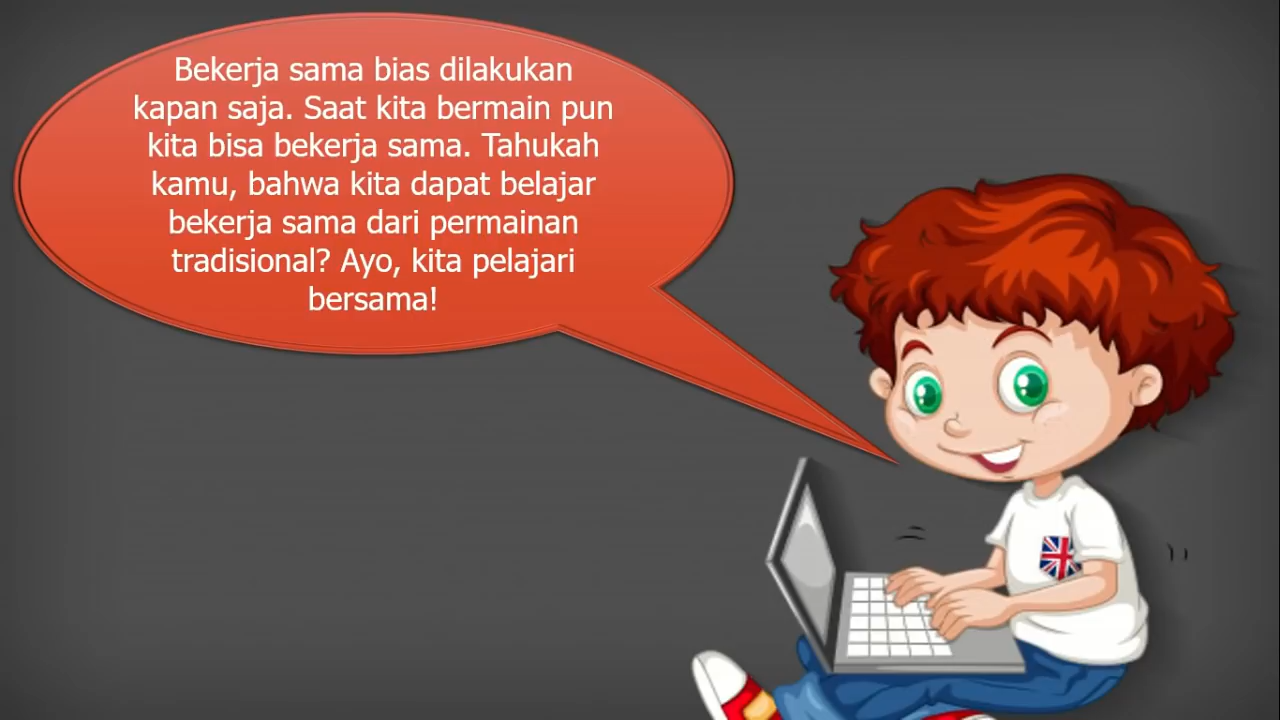 Bekerja sama bias dilakukan
kapan saja. Saat kita bermain pun
kita bisa bekerja sama. Tahukah
kamu, bahwa kita dapat belajar
bekerja sama dari permainan
tradisional? Ayo, kita pelajari
bersama!